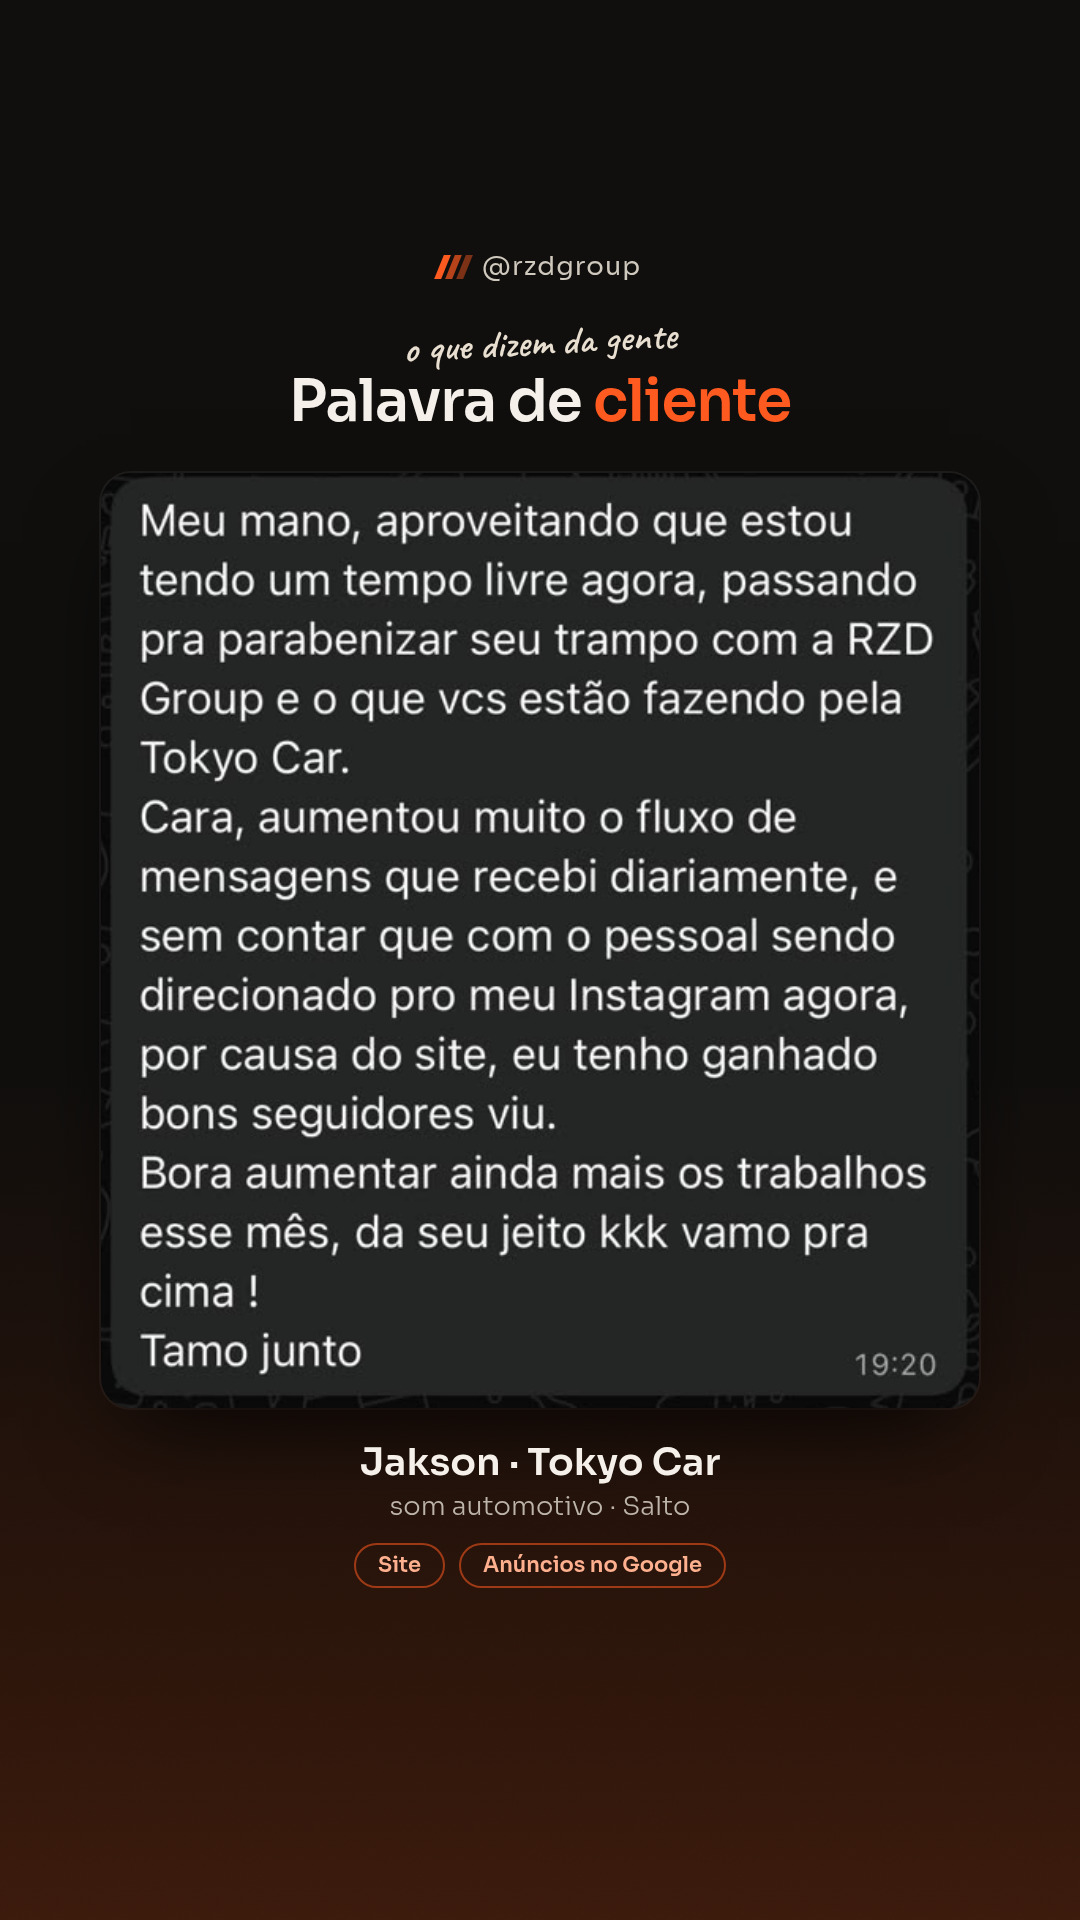 @rzdgroup
o que dizem da gente
Palavra de cliente
Meu mano, aproveitando que estou
tendo um tempo livre agora, passando
pra parabenizar seu trampo com a RZD
Group e o que vcs estão fazendo pela
Tokyo Car.
Cara, aumentou muito o fluxo de
mensagens que recebi diariamente, e
sem contar que com o pessoal sendo
direcionado pro meu Instagram agora,
por causa do site, eu tenho ganhado
bons seguidores viu.
Bora aumentar ainda mais os trabalhos
esse mês, da seu jeito kkk vamo pra
cima !
Tamo junto
19:20
Jakson · Tokyo Car
som automotivo · Salto
Site
Anúncios no Google